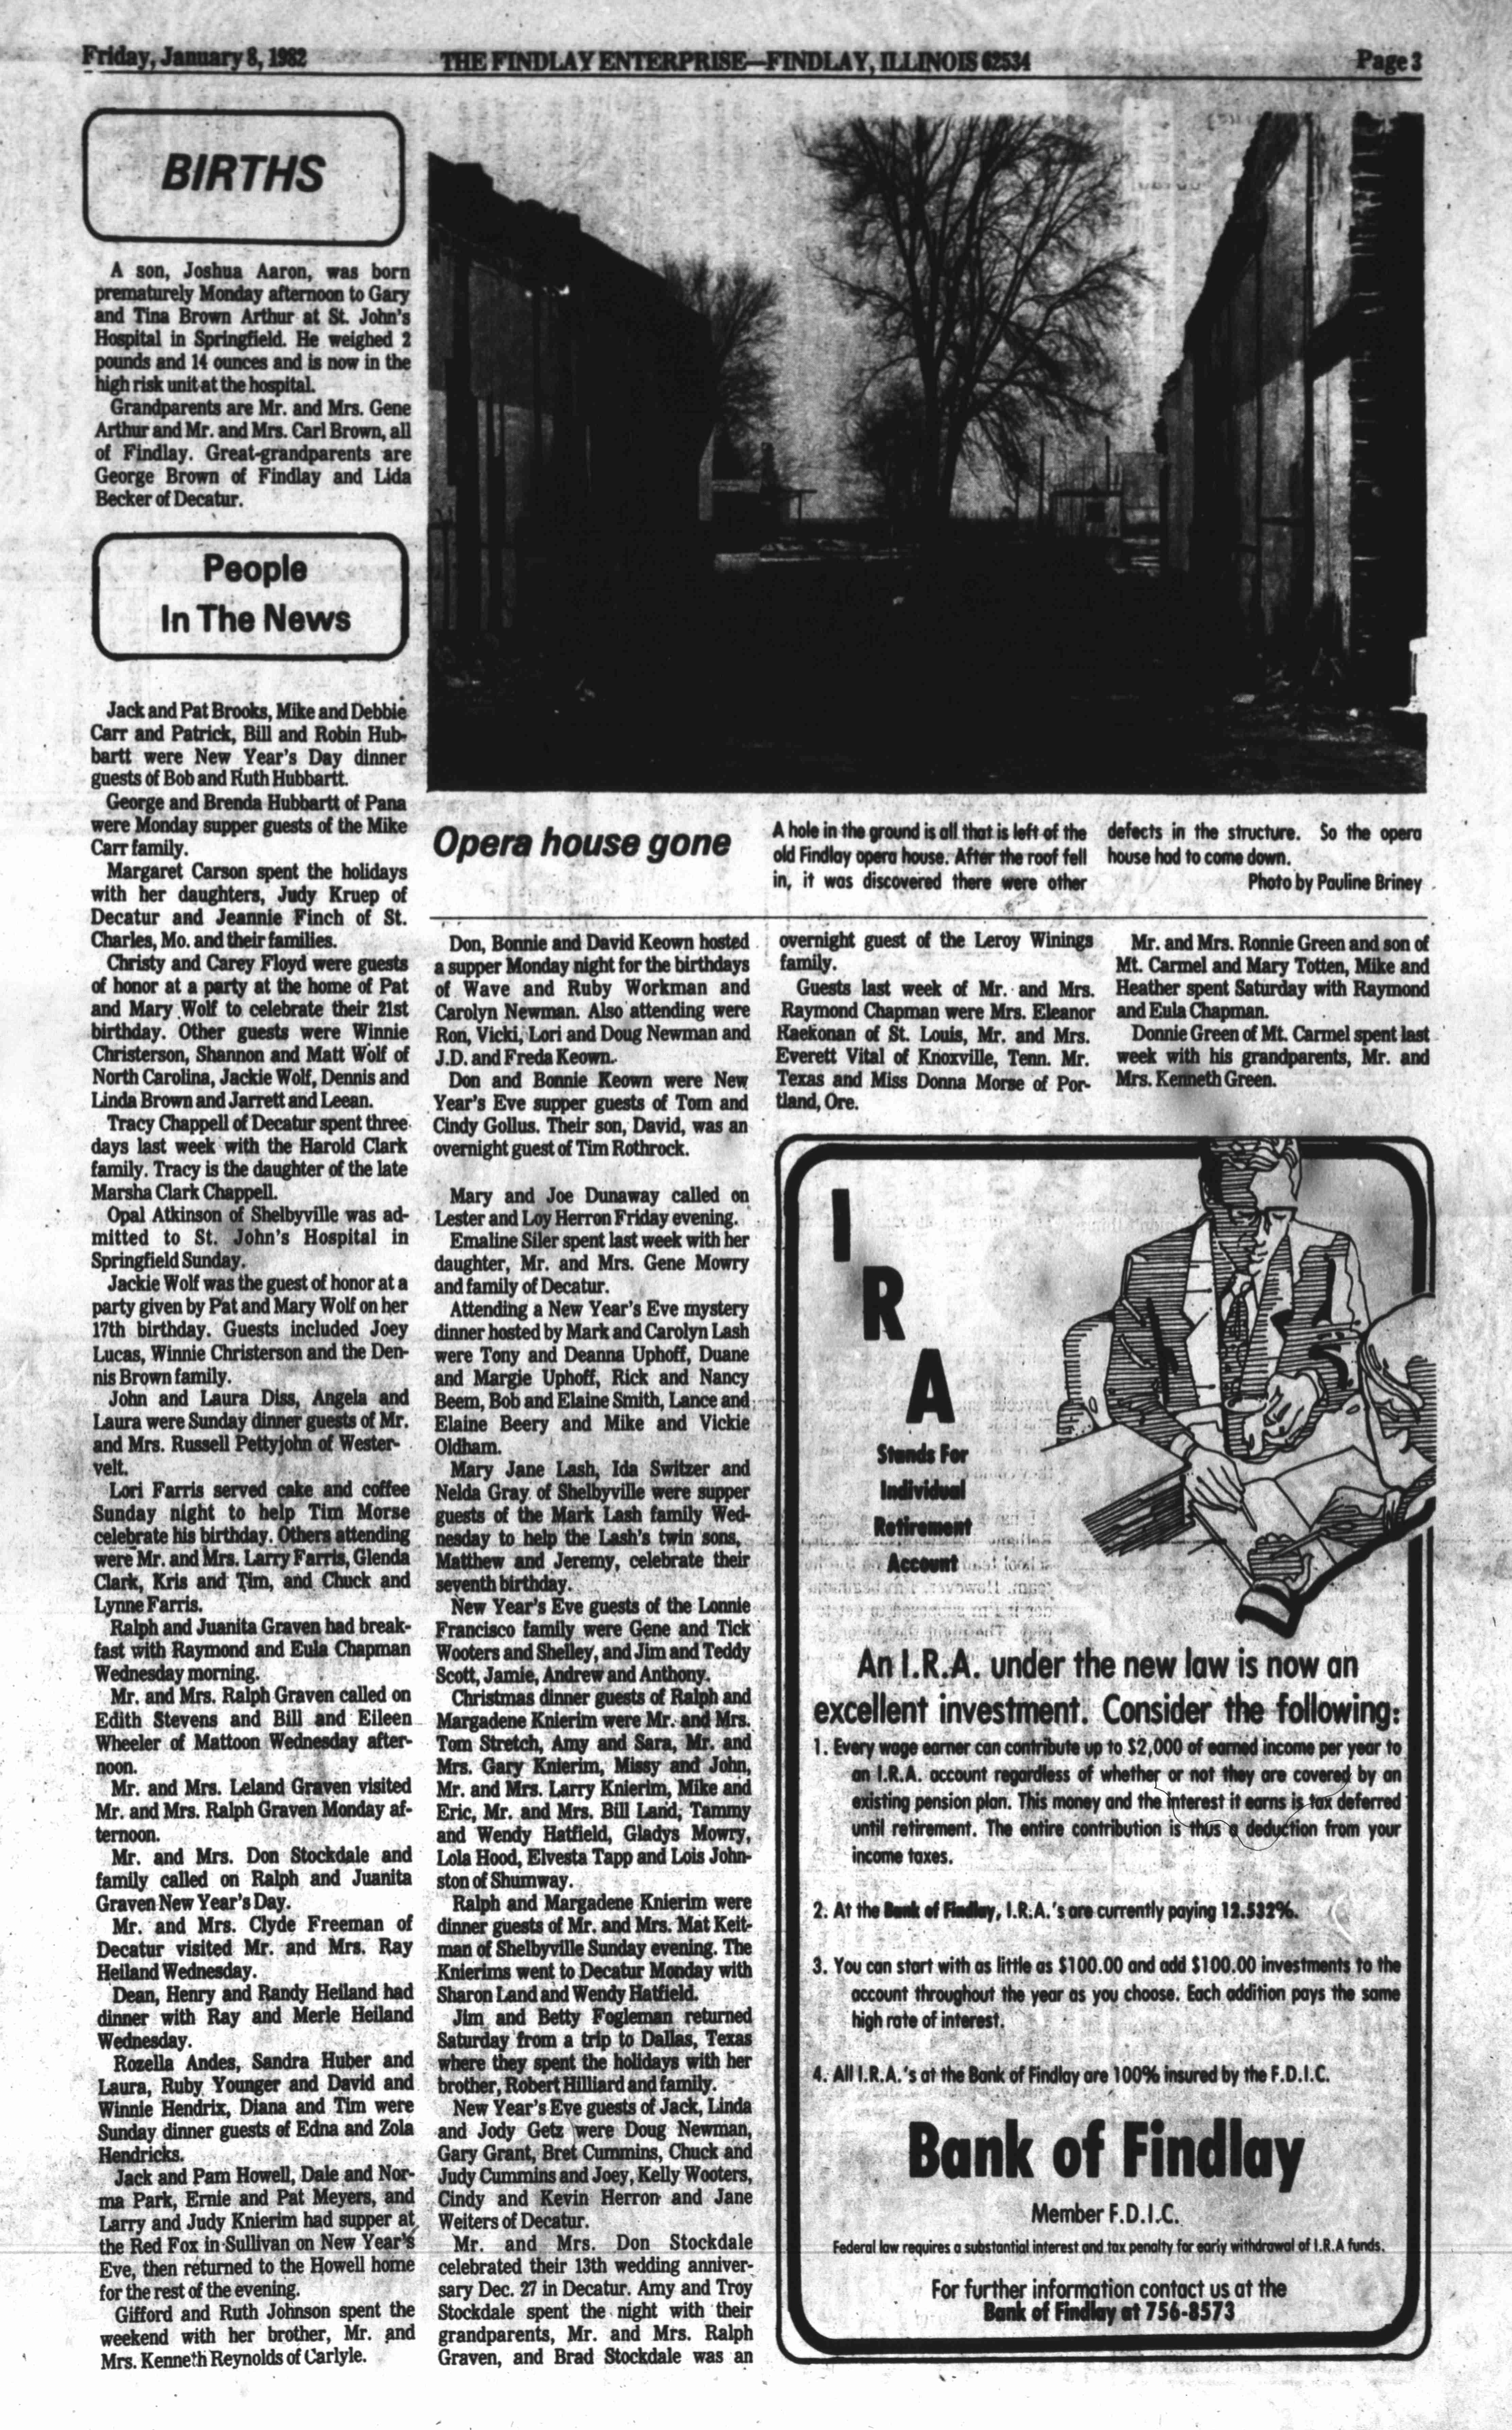 Friday, January 8, 1982
THE FINDLAY ENTERPRISE—FINDLAY, ILLINOIS 62534
Page 3
BIRTHS
A son, Joshua Aaron, was born
prematurely Monday afternoon to Gary
and Tina Brown Arthur at St. John's
Hospital in Springfield. He weighed 2
pounds and 14 ounces and is now in the
high risk unit at the hospital.
Grandparents are Mr. and Mrs. Gene
Arthur and Mr. and Mrs. Carl Brown, all
of Findlay. Great-grandparents are
George Brown of Findlay and Lida
Becker of Decatur.
People
In The News
Jack and Pat Brooks, Mike and Debbie
Carr and Patrick, Bill and Robin Hub-
bartt were New Year's Day dinner
guests of Bob and Ruth Hubbartt.
George and Brenda Hubbartt of Pana
were Monday supper guests of the Mike
Carr family.
Margaret Carson spent the holidays
with her daughters, Judy Kruep of
Decatur and Jeannie Finch of St.
Charles, Mo. and their families.
Christy and Carey Floyd were guests
of honor at a party at the home of Pat
and Mary Wolf to celebrate their 21st
birthday. Other guests were Winnie
Christerson, Shannon and Matt Wolf of
North Carolina, Jackie Wolf, Dennis and
Linda Brown and Jarrett and Leean.
Tracy Chappell of Decatur spent three
days last week with the Harold Clark
family. Tracy is the daughter of the late
Marsha Clark Chappell.
Opal Atkinson of Shelbyville was ad-
mitted to St. John's Hospital in
Springfield Sunday.
Jackie Wolf was the guest of honor at a
party given by Pat and Mary Wolf on her
17th birthday. Guests included Joey
Lucas, Winnie Christerson and the Den-
nis Brown family.
John and Laura Diss, Angela and
Laura were Sunday dinner guests of Mr.
and Mrs. Russell Pettyjohn of Wester-
velt.
Lori Farris served cake and coffee
Sunday night to help Tim Morse
celebrate his birthday. Others attending
were Mr. and Mrs. Larry Farris, Glenda
Clark, Kris and Tim, and Chuck and
Lynne Farris.
Ralph and Juanita Graven had break-
fast with Raymond and Eula Chapman
Wednesday morning.
Mr. and Mrs. Ralph Graven called on
Edith Stevens and Bill and Eileen
Wheeler of Mattoon Wednesday after-
noon.
Mr. and Mrs. Leland Graven visited
Mr. and Mrs. Ralph Graven Monday af-
ternoon.
Mr. and Mrs. Don Stockdale and
family called on Ralph and Juanita
Graven New Year's Day.
Mr. and Mrs. Clyde Freeman of
Decatur visited Mr. and Mrs. Ray
Heiland Wednesday.
Dean, Henry and Randy Heiland had
dinner with Ray and Merle Heiland
Wednesday.
Rozella Andes, Sandra Huber and
Laura, Ruby Younger and David and
Winnie Hendrix, Diana and Tim were
Sunday dinner guests of Edna and Zola
Hendricks.
Jack and Pam Howell, Dale and Nor-
ma Park, Ernie and Pat Meyers, and
Larry and Judy Knierim had supper at
the Red Fox in Sullivan on New Year's
Eve, then returned to the Howell home
for the rest of the evening.
Gifford and Ruth Johnson spent the
weekend with her brother, Mr. and
Mrs. Kenneth Reynolds of Carlyle.
Opera house gone
A hole in the ground is all that is left of the
old Findlay opera house. After the roof fell
in, it was discovered there were other
defects in the structure. So the opera
house had to come down.
Photo by Pauline Briney
Don, Bonnie and David Keown hosted
a supper Monday night for the birthdays
of Wave and Ruby Workman and
Carolyn Newman. Also attending were
Ron, Vicki, Lori and Doug Newman and
J.D. and Freda Keown.
Don and Bonnie Keown were New
Year's Eve supper guests of Tom and
Cindy Gollus. Their son, David, was an
overnight guest of Tim Rothrock.
Mary and Joe Dunaway called on
Lester and Loy Herron Friday evening.
Emaline Siler spent last week with her
daughter, Mr. and Mrs. Gene Mowry
and family of Decatur.
Attending a New Year's Eve mystery
dinner hosted by Mark and Carolyn Lash
were Tony and Deanna Uphoff, Duane
and Margie Uphoff, Rick and Nancy
Beem, Bob and Elaine Smith, Lance and
Elaine Beery and Mike and Vickie
Oldham.
Mary Jane Lash, Ida Switzer and
Nelda Gray of Shelbyville were supper
guests of the Mark Lash family Wed-
nesday to help the Lash's twin sons,
Matthew and Jeremy, celebrate their
seventh birthday.
New Year's Eve guests of the Lonnie
Francisco family were Gene and Tick
Wooters and Shelley, and Jim and Teddy
Scott, Jamie, Andrew and Anthony.
Christmas dinner guests of Ralph and
Margadene Knierim were Mr. and Mrs.
Tom Stretch, Amy and Sara, Mr. and
Mrs. Gary Knierim, Missy and John,
Mr. and Mrs. Larry Knierim, Mike and
Eric, Mr. and Mrs. Bill Land, Tammy
and Wendy Hatfield, Gladys Mowry,
Lola Hood, Elvesta Tapp and Lois John-
ston of Shumway.
Ralph and Margadene Knierim were
dinner guests of Mr. and Mrs. Mat Keit-
man of Shelbyville Sunday evening. The
Knierims went to Decatur Monday with
Sharon Land and Wendy Hatfield.
Jim and Betty Fogleman returned
Saturday from a trip to Dallas, Texas
where they spent the holidays with her
brother, Robert Hilliard and family.
New Year's Eve guests of Jack, Linda
and Jody Getz were Doug Newman,
Gary Grant, Bret Cummins, Chuck and
Judy Cummins and Joey, Kelly Wooters,
Cindy and Kevin Herron and Jane
Weiters of Decatur.
Mr. and Mrs. Don Stockdale
celebrated their 13th wedding anniver-
sary Dec. 27 in Decatur. Amy and Troy
Stockdale spent the night with their
grandparents, Mr. and Mrs. Ralph
Graven, and Brad Stockdale was an
overnight guest of the Leroy Winings
family.
Guests last week of Mr. and Mrs.
Raymond Chapman were Mrs. Eleanor
Raekonan of St. Louis, Mr. and Mrs.
Everett Vital of Knoxville, Tenn. Mr.
Texas and Miss Donna Morse of Por-
tland, Ore.
Mr. and Mrs. Ronnie Green and son of
Mt. Carmel and Mary Totten, Mike and
Heather spent Saturday with Raymond
and Eula Chapman.
Donnie Green of Mt. Carmel spent last
week with his grandparents, Mr. and
Mrs. Kenneth Green.
I
R
A
Stands For
Individual
Retirement
Account
An I.R.A. under the new law is now an
excellent investment. Consider the following:
1. Every wage earner can contribute up to $2,000 of earned income per year to
an I.R.A. account regardless of whether or not they are covered by an
existing pension plan. This money and the interest it earns is tax deferred
until retirement. The entire contribution is thus a deduction from your
income taxes.
2. At the Bank of Findlay, I.R.A.'s are currently paying 12.532%.
3. You can start with as little as $100.00 and add $100.00 investments to the
account throughout the year as you choose. Each addition pays the same
high rate of interest.
4. All I.R.A.'s at the Bank of Findlay are 100% insured by the F.D.I.C.
Bank of Findlay
Member F.D.I.C.
Federal law requires a substantial interest and tax penalty for early withdrawal of I.R.A funds.
For further information contact us at the
Bank of Findlay at 756-8573